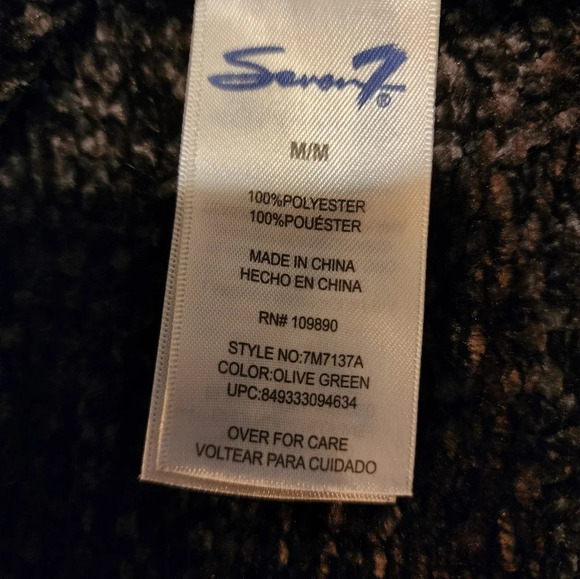 Seven7®
M/M
100%POLYESTER
100%POUÉSTER
MADE IN CHINA
HECHO EN CHINA
RN# 109890
STYLE NO:7M7137A
COLOR:OLIVE GREEN
UPC:849333094634
OVER FOR CARE
VOLTEAR PARA CUIDADO